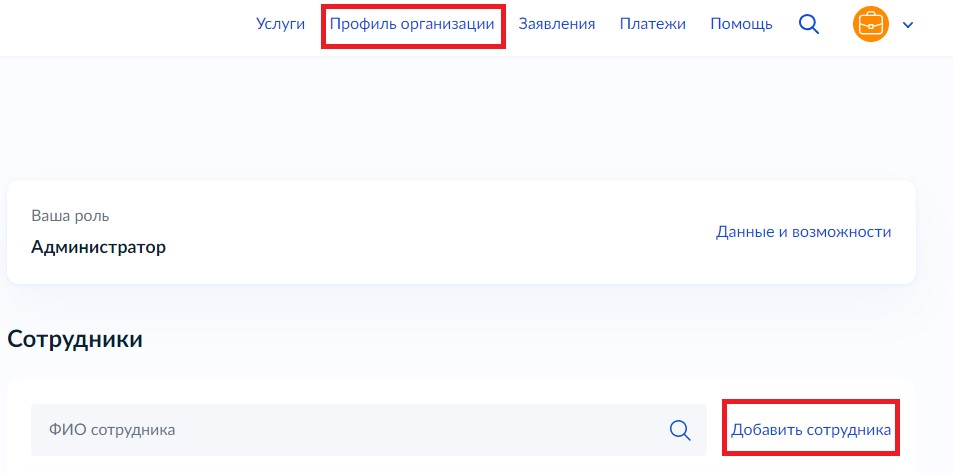 Услуги Профиль организации Заявления Платежи Помощь
Ваша роль
Администратор
Данные и возможности
Сотрудники
ФИО сотрудника
Добавить сотрудника